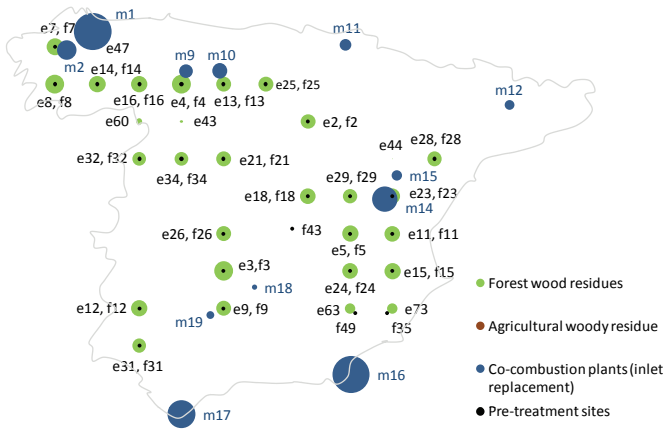 m1
e7, f7
e47
m11
m2
m9
m10
e14, f14
e25, f25
e8, f8
e16, f16
e4, f4
e13, f13
m12
e60
e43
e2, f2
e44
e28, f28
e32, f32
e34, f34
e21, f21
e29, f29
m15
e18, f18
e23, f23
m14
e26, f26
f43
e5, f5
e11, f11
e3,f3
m18
e24, f24
e15, f15
Forest wood residues
e12, f12
m19
e9, f9
e63
e73
f49
f35
Agricultural woody residue
e31, f31
m16
Co-combustion plants (inlet
replacement)
m17
Pre-treatment sites